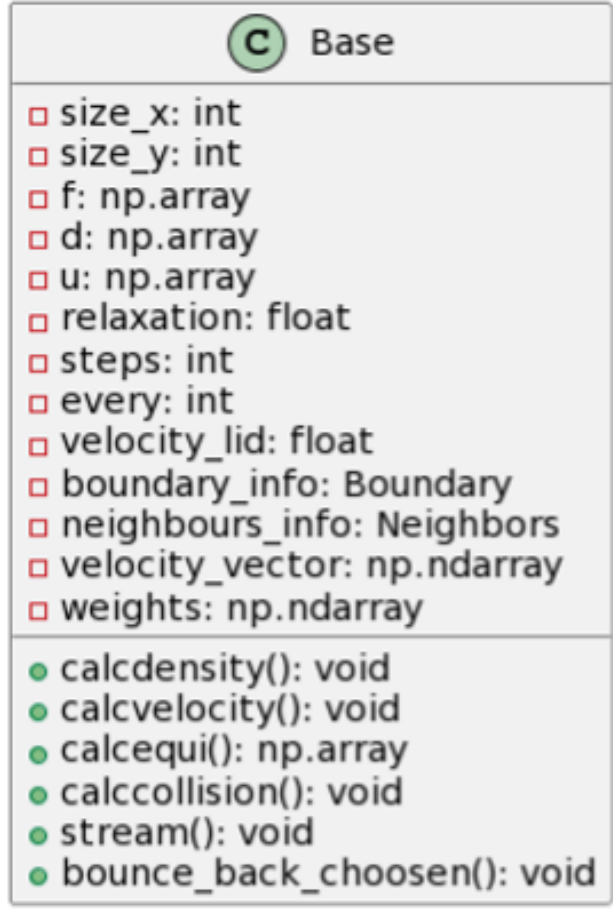 C Base
size_x: int
size_y: int
f: np.array
d: np.array
u: np.array
relaxation: float
steps: int
every: int
velocity_lid: float
boundary_info: Boundary
neighbours_info: Neighbors
velocity_vector: np.ndarray
weights: np.ndarray
calcdensity(): void
calcvelocity(): void
calcequi(): np.array
calccollision(): void
stream(): void
bounce_back_choosen(): void